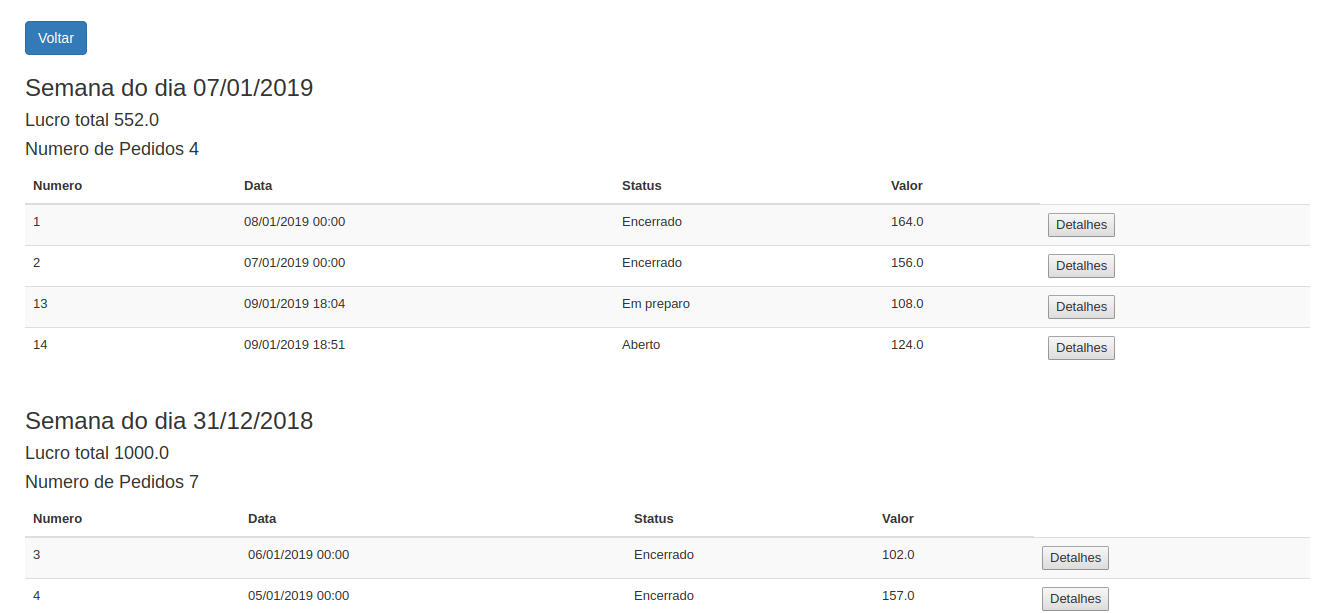 Voltar
Semana do dia 07/01/2019
Lucro total 552.0
Numero de Pedidos 4
Numero Data Status Valor
1 08/01/2019 00:00 Encerrado 164.0 Detalhes
2 07/01/2019 00:00 Encerrado 156.0 Detalhes
13 09/01/2019 18:04 Em preparo 108.0 Detalhes
14 09/01/2019 18:51 Aberto 124.0 Detalhes
Semana do dia 31/12/2018
Lucro total 1000.0
Numero de Pedidos 7
Numero Data Status Valor
3 06/01/2019 00:00 Encerrado 102.0 Detalhes
4 05/01/2019 00:00 Encerrado 157.0 Detalhes